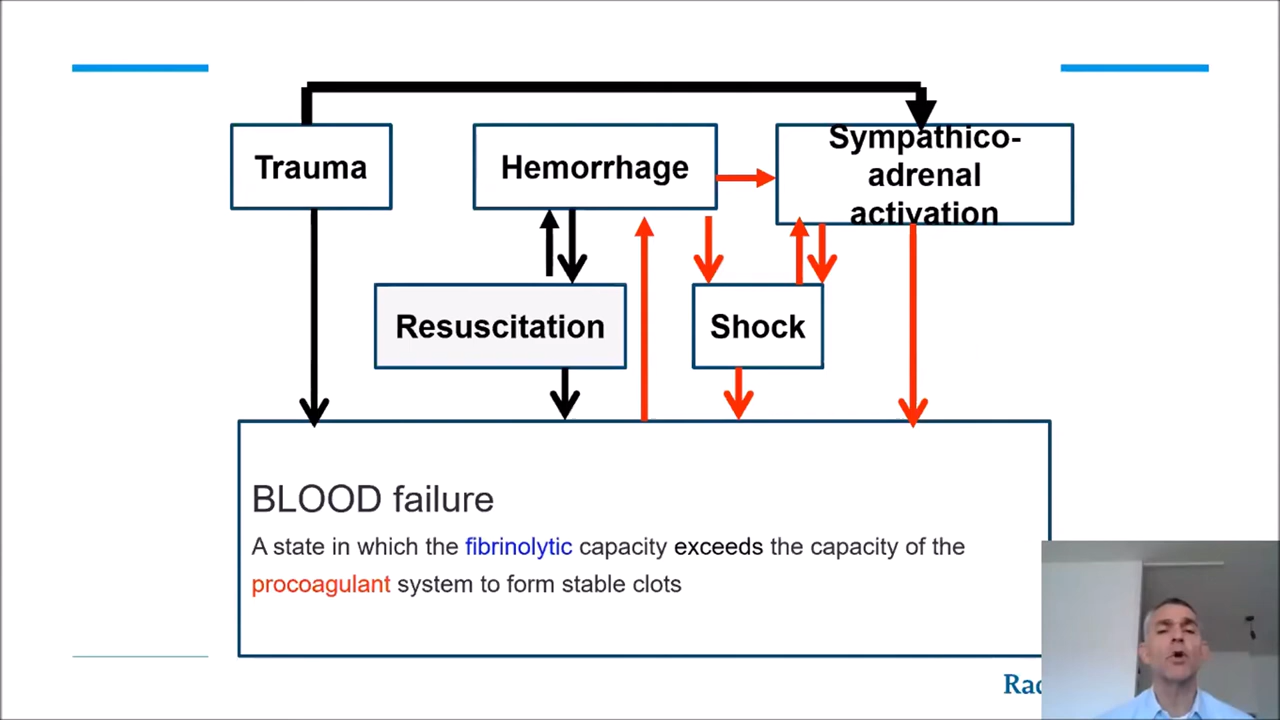 Trauma
Hemorrhage
Sympathico-
adrenal
activation
Resuscitation
Shock
BLOOD failure
A state in which the fibrinolytic capacity exceeds the capacity of the
procoagulant system to form stable clots